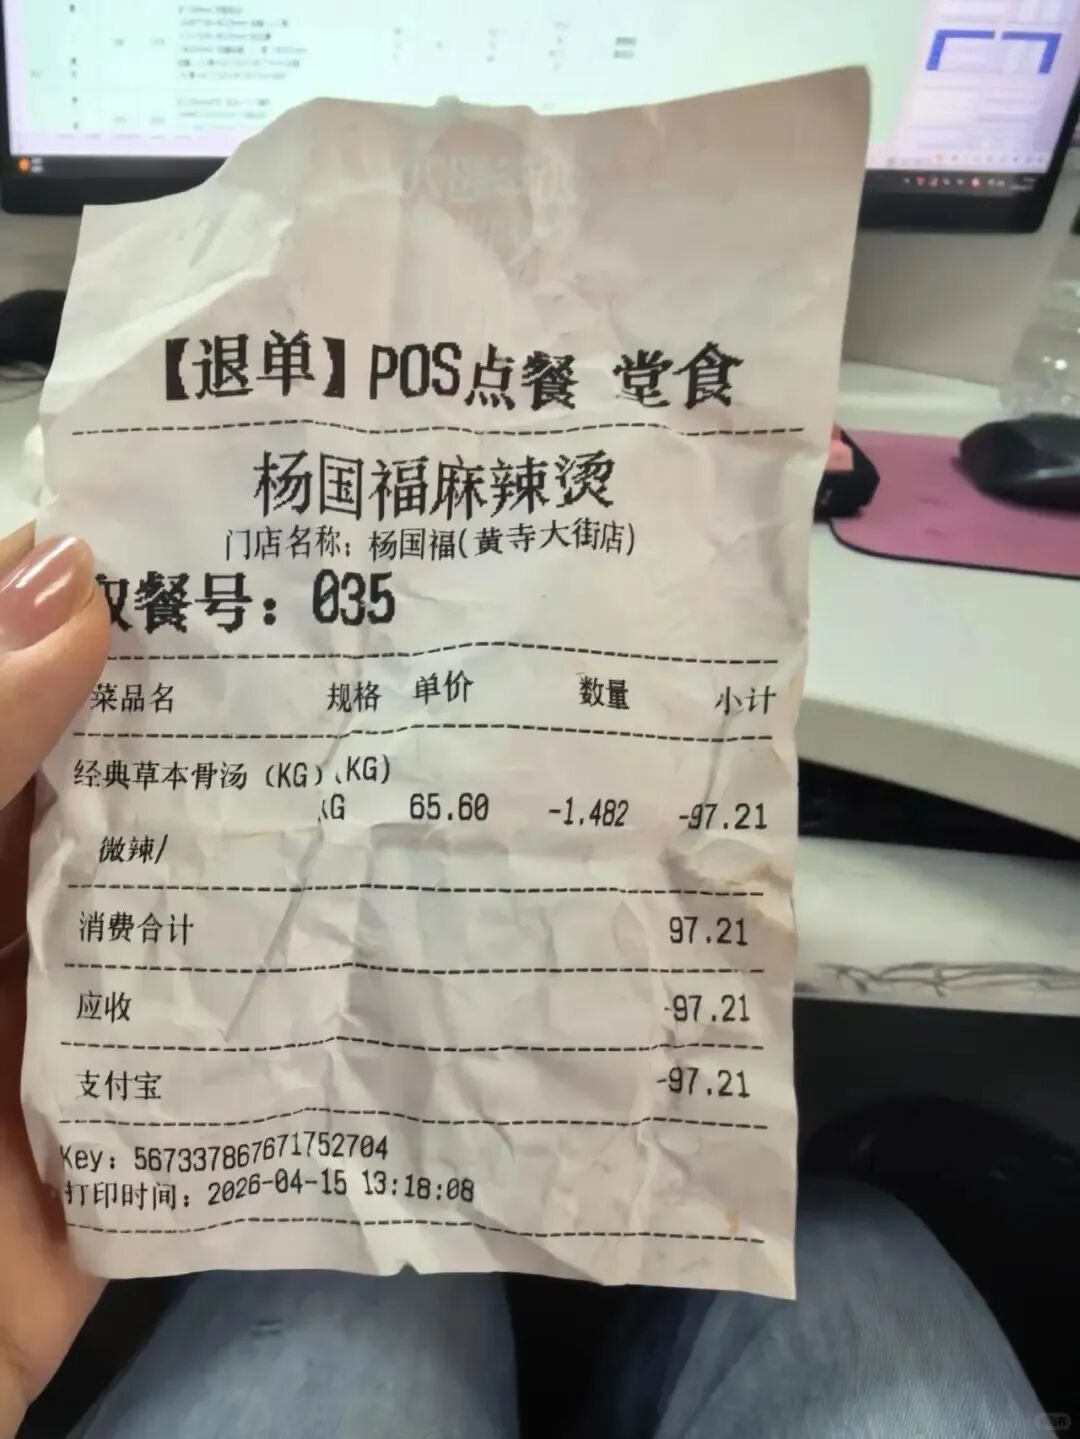 【退单】POS点餐 堂食
杨国福麻辣烫
门店名称：杨国福(黄寺大街店)
取餐号：035
菜品名 规格 单价 数量 小计
经典草本骨汤（KG）(KG)
KG 65.60 -1.482 -97.21
微辣/
消费合计 97.21
应收 -97.21
支付宝 -97.21
Key：567337867671752704
打印时间：2026-04-15 13:18:08